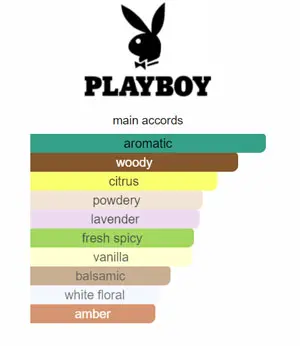 PLAYBOY
main accords
aromatic
woody
citrus
powdery
lavender
fresh spicy
vanilla
balsamic
white floral
amber